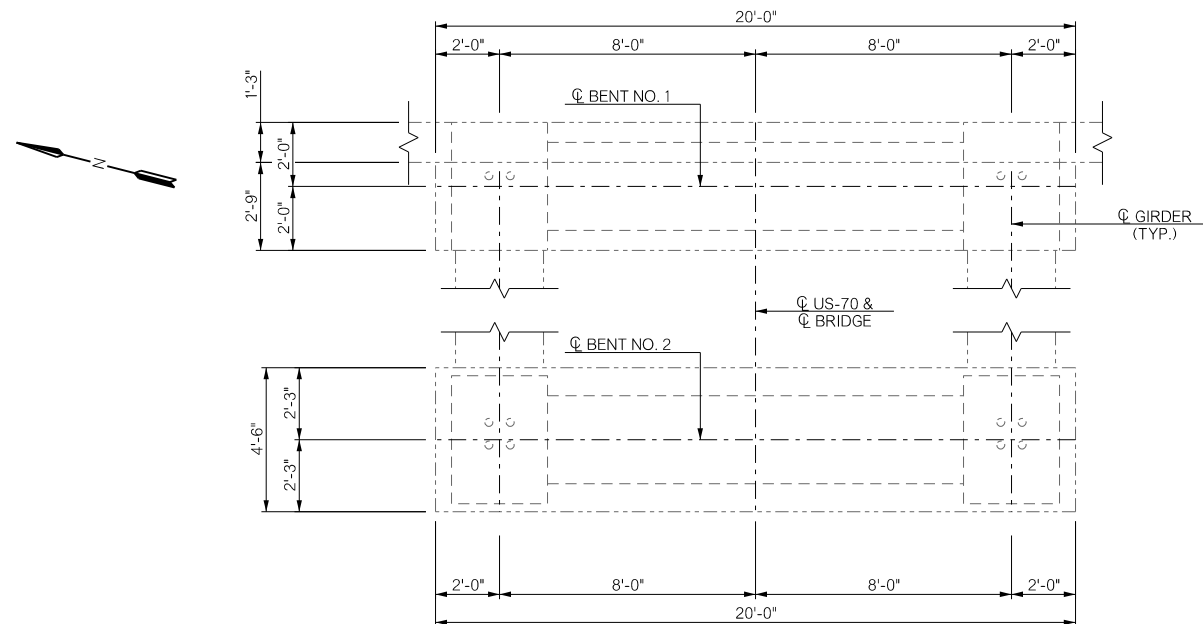 20'-0"
2'-0" 8'-0" 8'-0" 2'-0"
1'-3"
℄ BENT NO. 1
2'-0"
N
2'-9"
2'-0"
℄ GIRDER
(TYP.)
℄ US-70 &
℄ BRIDGE
℄ BENT NO. 2
2'-3"
4'-6"
2'-3"
2'-0" 8'-0" 8'-0" 2'-0"
20'-0"